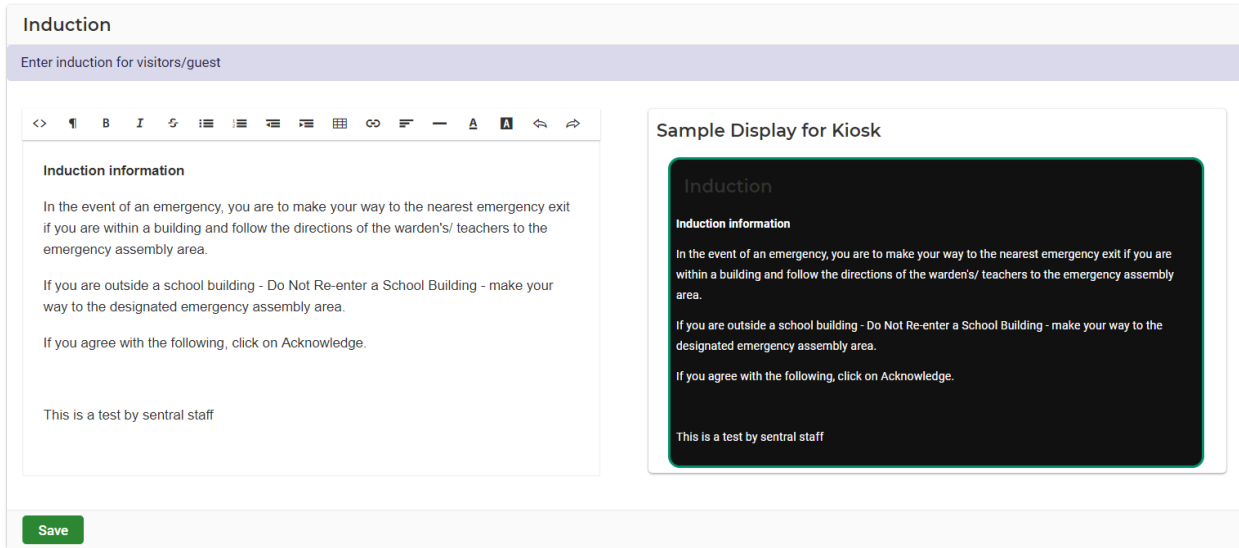 Induction
Enter induction for visitors/guest
Induction information
In the event of an emergency, you are to make your way to the nearest emergency exit
if you are within a building and follow the directions of the warden's/ teachers to the
emergency assembly area.
If you are outside a school building - Do Not Re-enter a School Building - make your
way to the designated emergency assembly area.
If you agree with the following, click on Acknowledge.
This is a test by sentral staff
Sample Display for Kiosk
Induction
Induction information
In the event of an emergency, you are to make your way to the nearest emergency exit if you are
within a building and follow the directions of the warden's/ teachers to the emergency assembly
area.
If you are outside a school building - Do Not Re-enter a School Building - make your way to the
designated emergency assembly area.
If you agree with the following, click on Acknowledge.
This is a test by sentral staff
Save